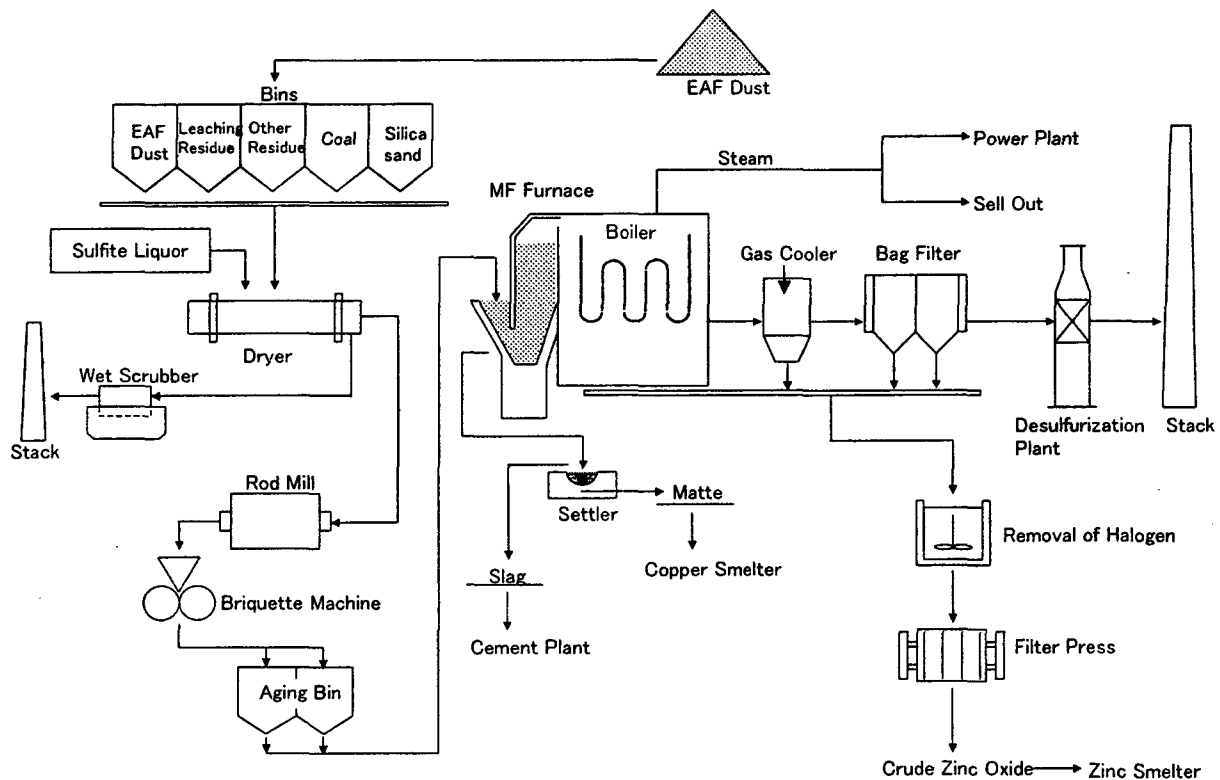 EAF Dust
Bins
EAF
Dust
Leaching
Residue
Other
Residue
Coal
Silica
sand
Sulfite Liquor
Dryer
Wet Scrubber
Stack
Rod Mill
Briquette Machine
Aging Bin
MF Furnace
Boiler
Steam
Power Plant
Sell Out
Gas Cooler
Bag Filter
Desulfurization
Plant
Stack
Settler
Matte
Copper Smelter
Slag
Cement Plant
Removal of Halogen
Filter Press
Crude Zinc Oxide
Zinc Smelter